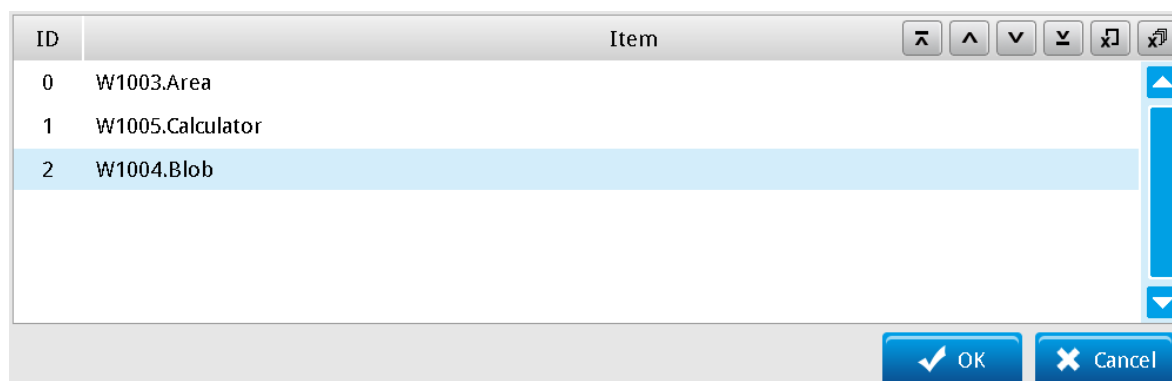 ID Item
0 W1003.Area
1 W1005.Calculator
2 W1004.Blob
OK Cancel